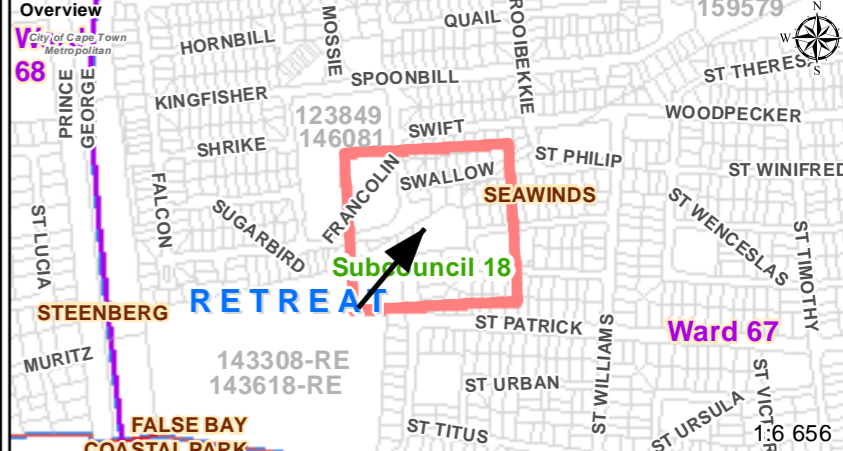 Overview
City of Cape Town
Metropolitan
Ward
68
PRINCE
GEORGE
HORNBILL
MOSSIE
QUAIL
ROOIBEKKIE
159579
N
W
S
SPOONBILL
ST THERESA
KINGFISHER
123849
146081
WOODPECKER
SWIFT
SHRIKE
ST PHILIP
ST WINIFRED
FRANCOLIN
SWALLOW
SEAWINDS
FALCON
ST LUCIA
SUGARBIRD
ST WENCESLAS
ST TIMOTHY
Subcouncil 18
RETREAT
STEENBERG
ST PATRICK
ST WILLIAMS
Ward 67
MURITZ
143308-RE
143618-RE
ST URBAN
ST URSULA
FALSE BAY
COASTAL PARK
ST TITUS
1:6 656